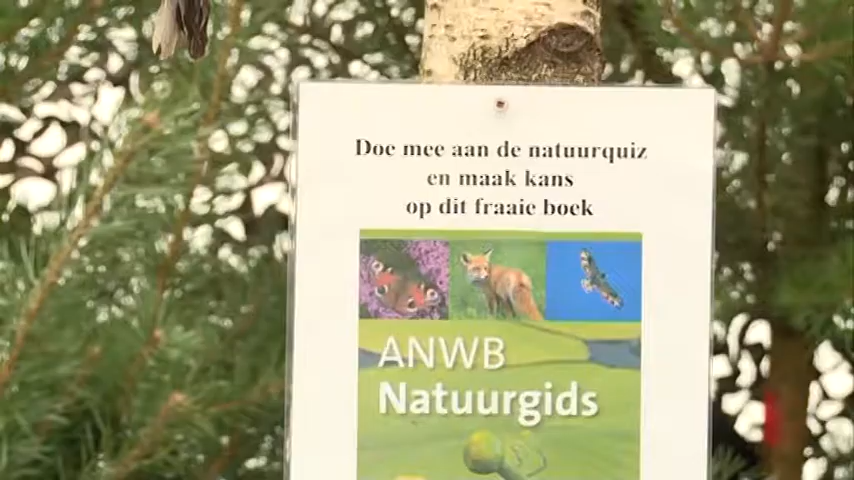 Doe mee aan de natuurquiz
en maak kans
op dit fraaie boek
ANWB
Natuurgids